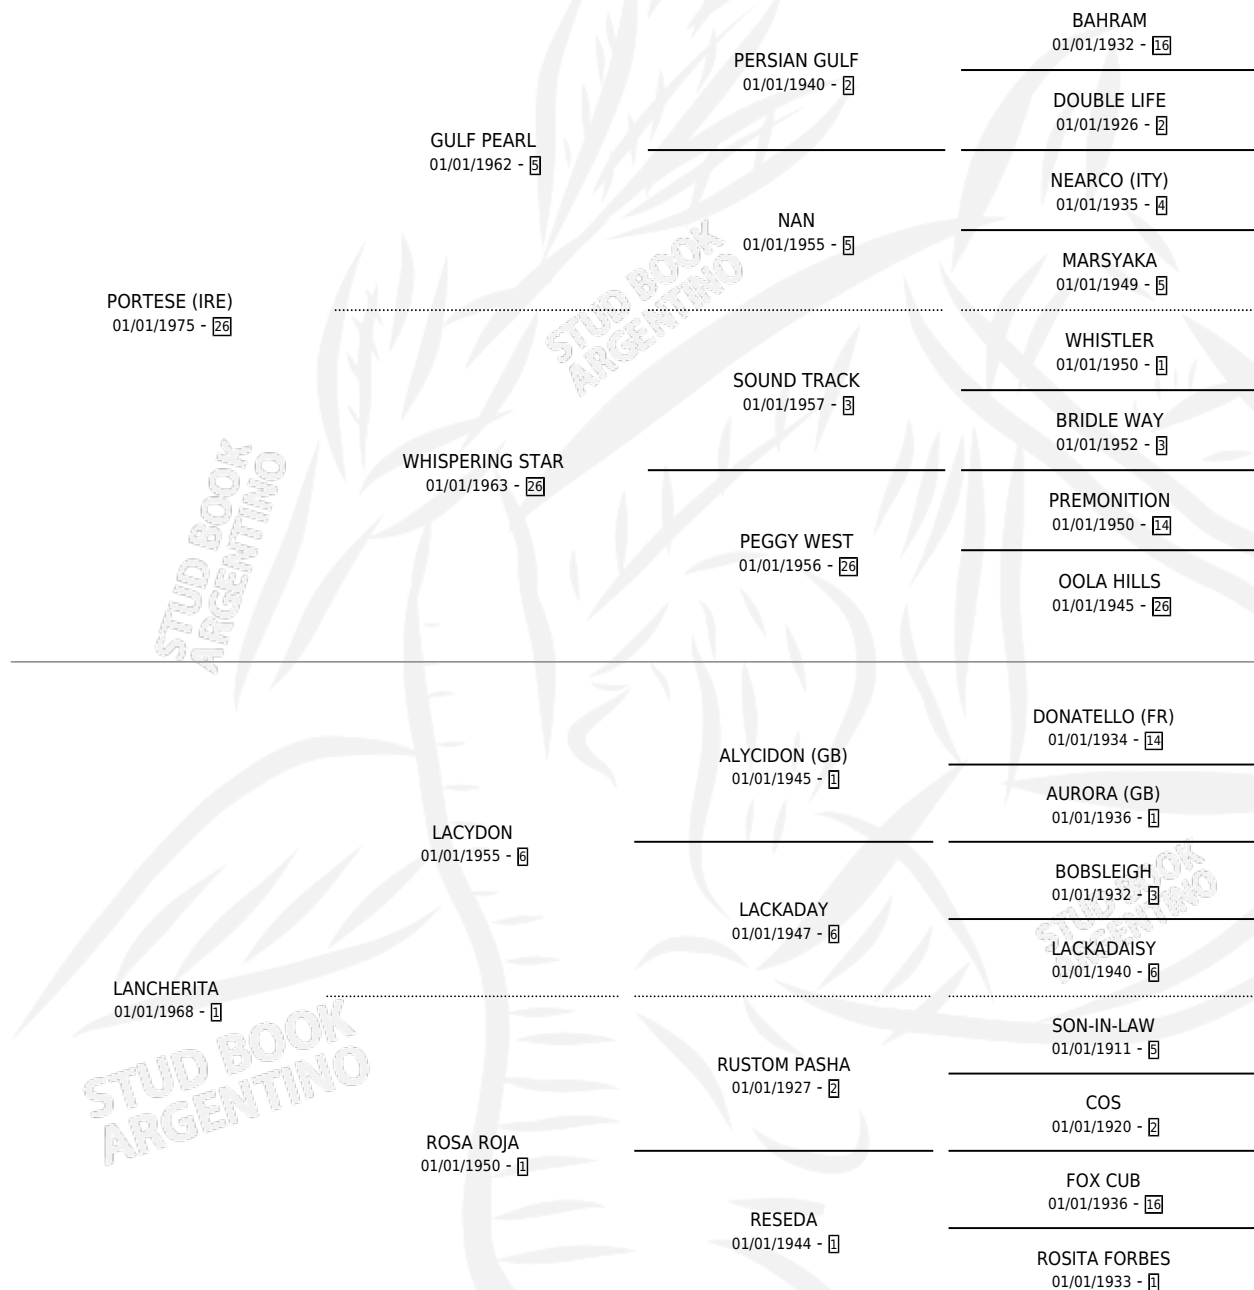 BAHRAM
01/01/1932 - 16
PERSIAN GULF
01/01/1940 - 2
DOUBLE LIFE
01/01/1926 - 2
GULF PEARL
01/01/1962 - 5
NEARCO (ITY)
01/01/1935 - 4
NAN
01/01/1955 - 5
MARSYAKA
01/01/1949 - 5
PORTESE (IRE)
01/01/1975 - 26
WHISTLER
01/01/1950 - 1
SOUND TRACK
01/01/1957 - 3
BRIDLE WAY
01/01/1952 - 3
WHISPERING STAR
01/01/1963 - 26
PREMONITION
01/01/1950 - 14
PEGGY WEST
01/01/1956 - 26
OOLA HILLS
01/01/1945 - 26
DONATELLO (FR)
01/01/1934 - 14
ALYCIDON (GB)
01/01/1945 - 1
AURORA (GB)
01/01/1936 - 1
LACYDON
01/01/1955 - 6
BOBSLEIGH
01/01/1932 - 3
LACKADAY
01/01/1947 - 6
LACKADAISY
01/01/1940 - 6
LANCHERITA
01/01/1968 - 1
SON-IN-LAW
01/01/1911 - 5
RUSTOM PASHA
01/01/1927 - 2
COS
01/01/1920 - 2
ROSA ROJA
01/01/1950 - 1
FOX CUB
01/01/1936 - 16
RESEDA
01/01/1944 - 1
ROSITA FORBES
01/01/1933 - 1
STUD BOOK
ARGENTINO
STUD BOOK
ARGENTINO
STUD BOOK
ARGENTINO
STUD BOOK
ARGENTINO